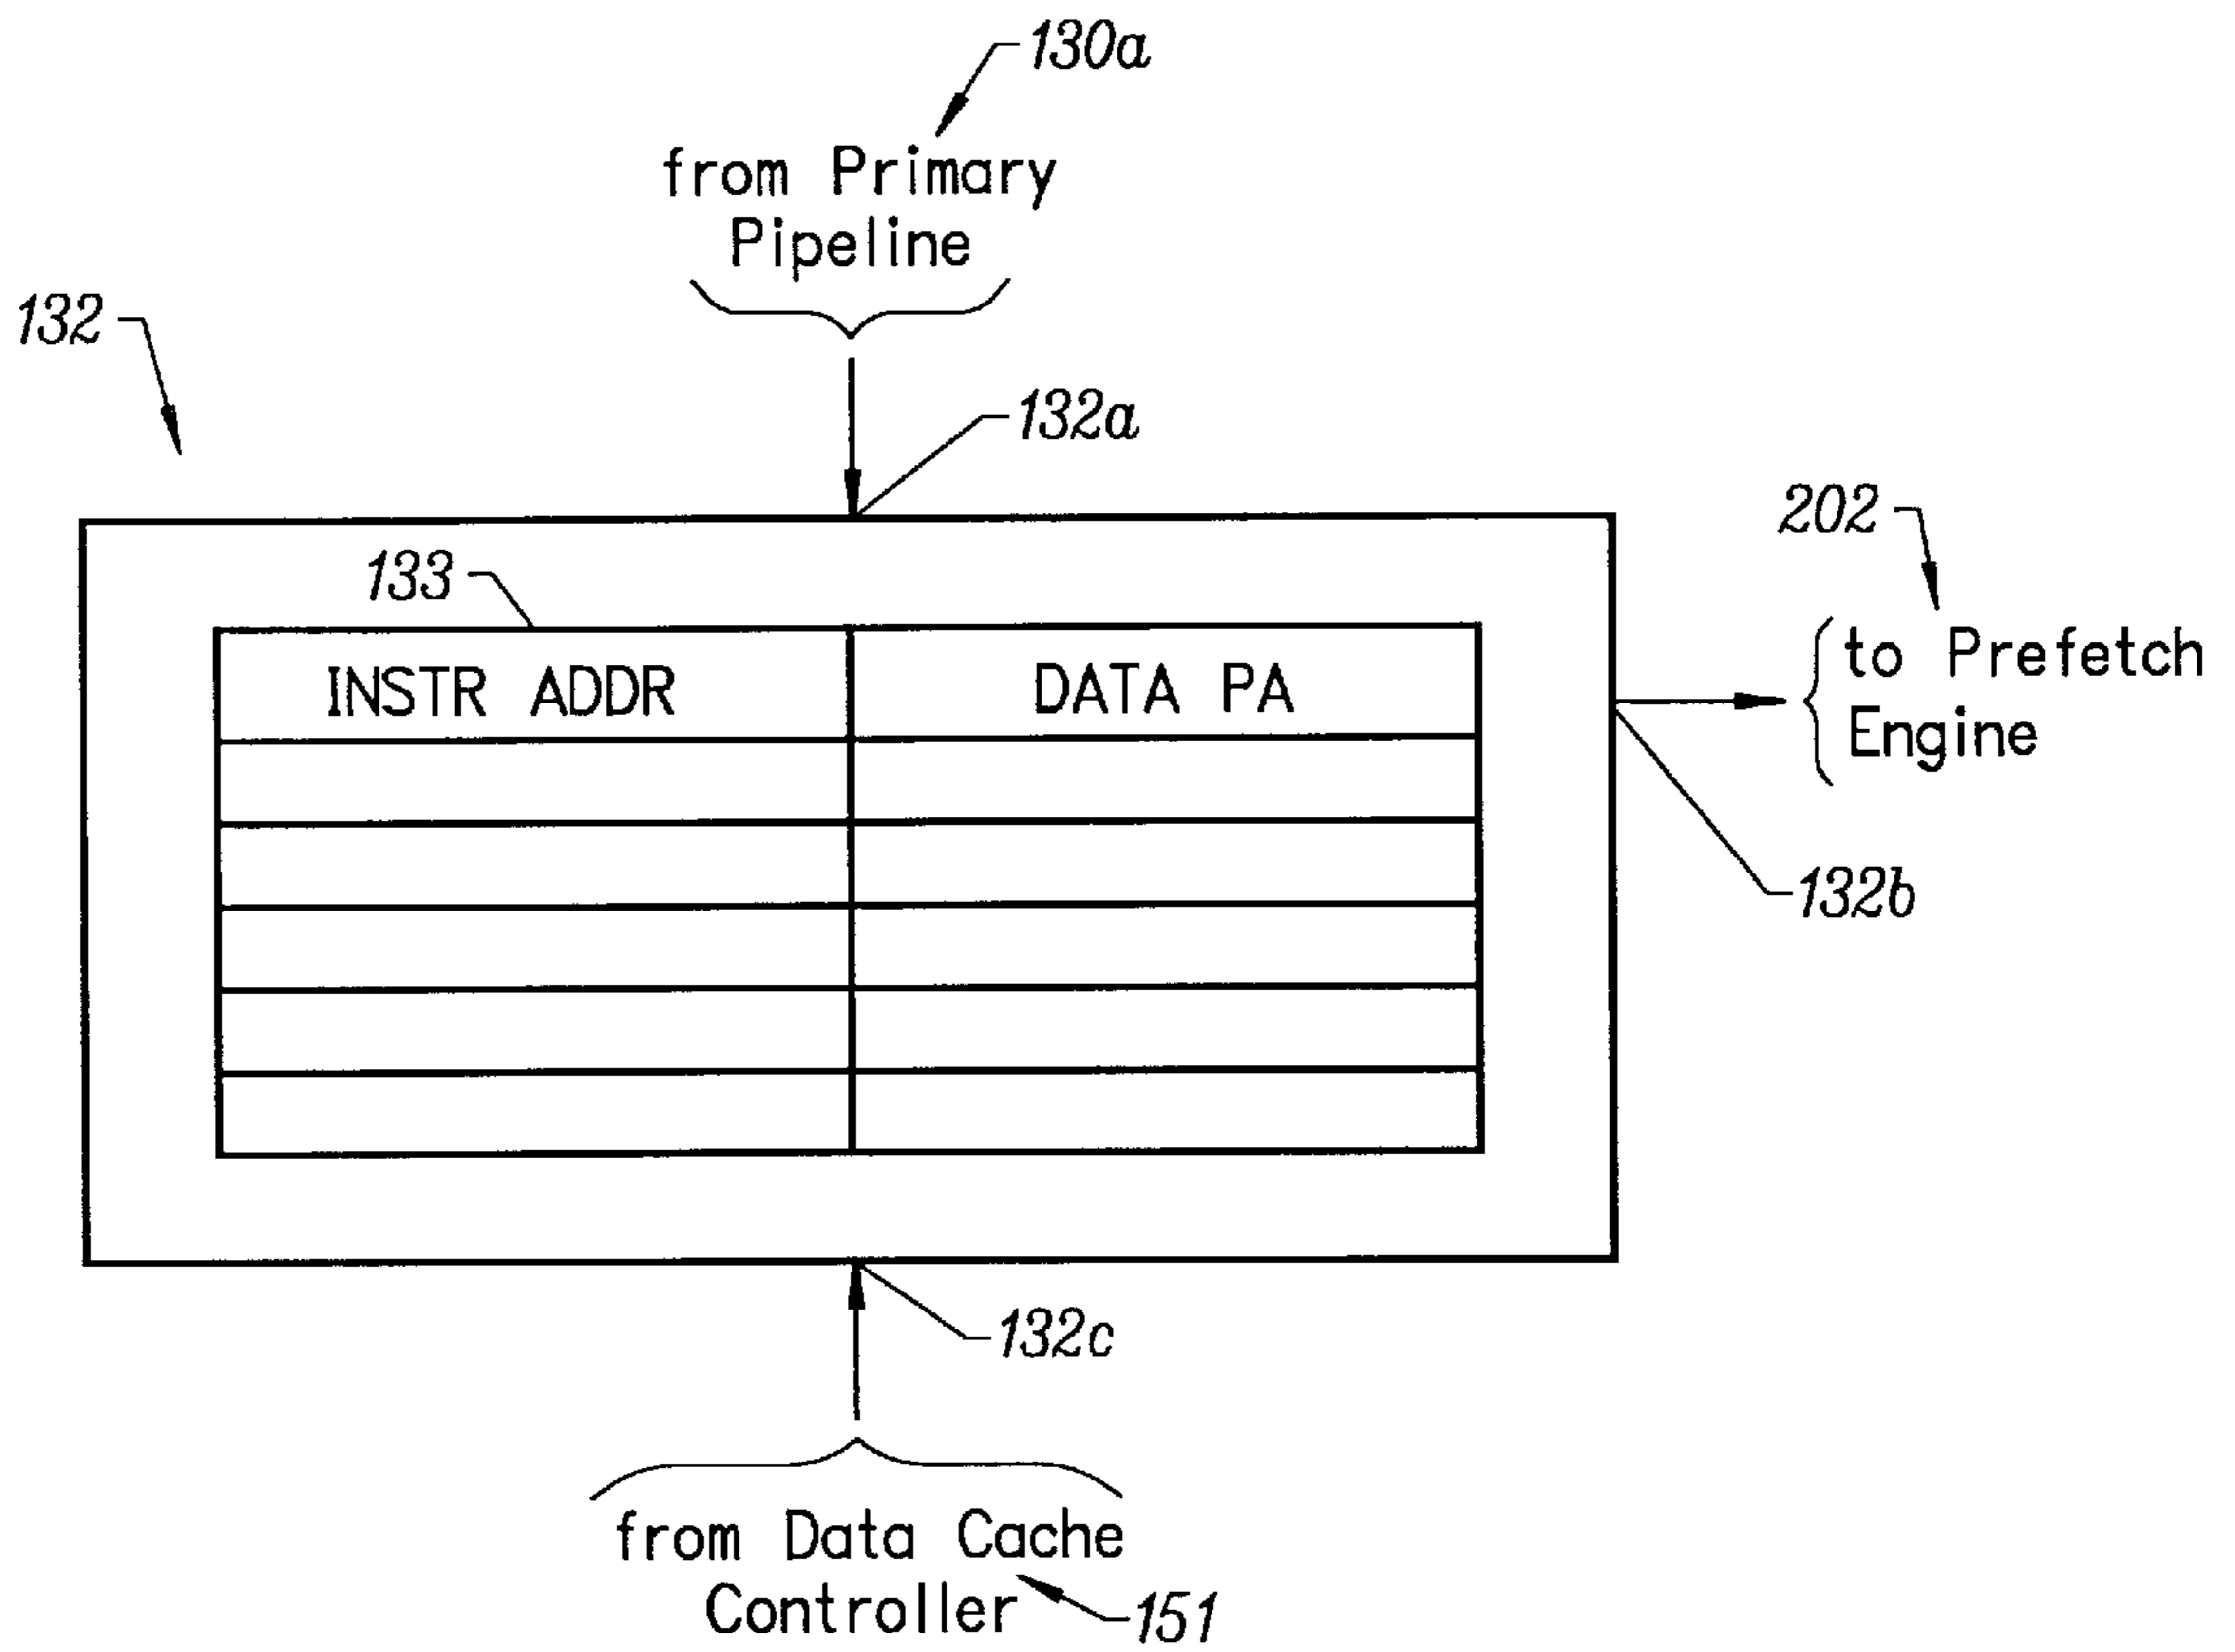 130a
from Primary
Pipeline
132
132a
202
133
INSTR ADDR DATA PA
to Prefetch
Engine
132b
132c
from Data Cache
Controller
151